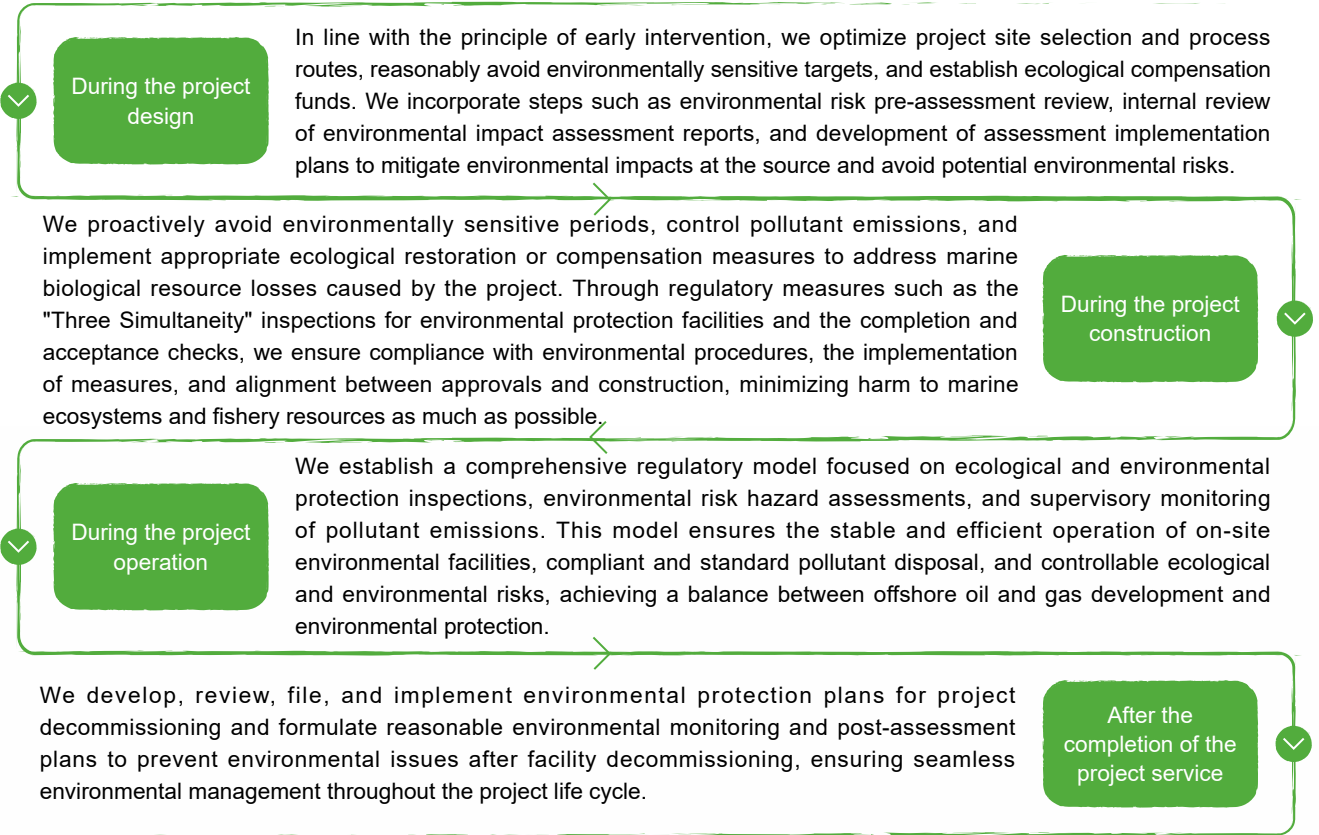 During the project
design
In line with the principle of early intervention, we optimize project site selection and process
routes, reasonably avoid environmentally sensitive targets, and establish ecological compensation
funds. We incorporate steps such as environmental risk pre-assessment review, internal review
of environmental impact assessment reports, and development of assessment implementation
plans to mitigate environmental impacts at the source and avoid potential environmental risks.
We proactively avoid environmentally sensitive periods, control pollutant emissions, and
implement appropriate ecological restoration or compensation measures to address marine
biological resource losses caused by the project. Through regulatory measures such as the
"Three Simultaneity" inspections for environmental protection facilities and the completion and
acceptance checks, we ensure compliance with environmental procedures, the implementation
of measures, and alignment between approvals and construction, minimizing harm to marine
ecosystems and fishery resources as much as possible.
During the project
construction
During the project
operation
We establish a comprehensive regulatory model focused on ecological and environmental
protection inspections, environmental risk hazard assessments, and supervisory monitoring
of pollutant emissions. This model ensures the stable and efficient operation of on-site
environmental facilities, compliant and standard pollutant disposal, and controllable ecological
and environmental risks, achieving a balance between offshore oil and gas development and
environmental protection.
We develop, review, file, and implement environmental protection plans for project
decommissioning and formulate reasonable environmental monitoring and post-assessment
plans to prevent environmental issues after facility decommissioning, ensuring seamless
environmental management throughout the project life cycle.
After the
completion of the
project service